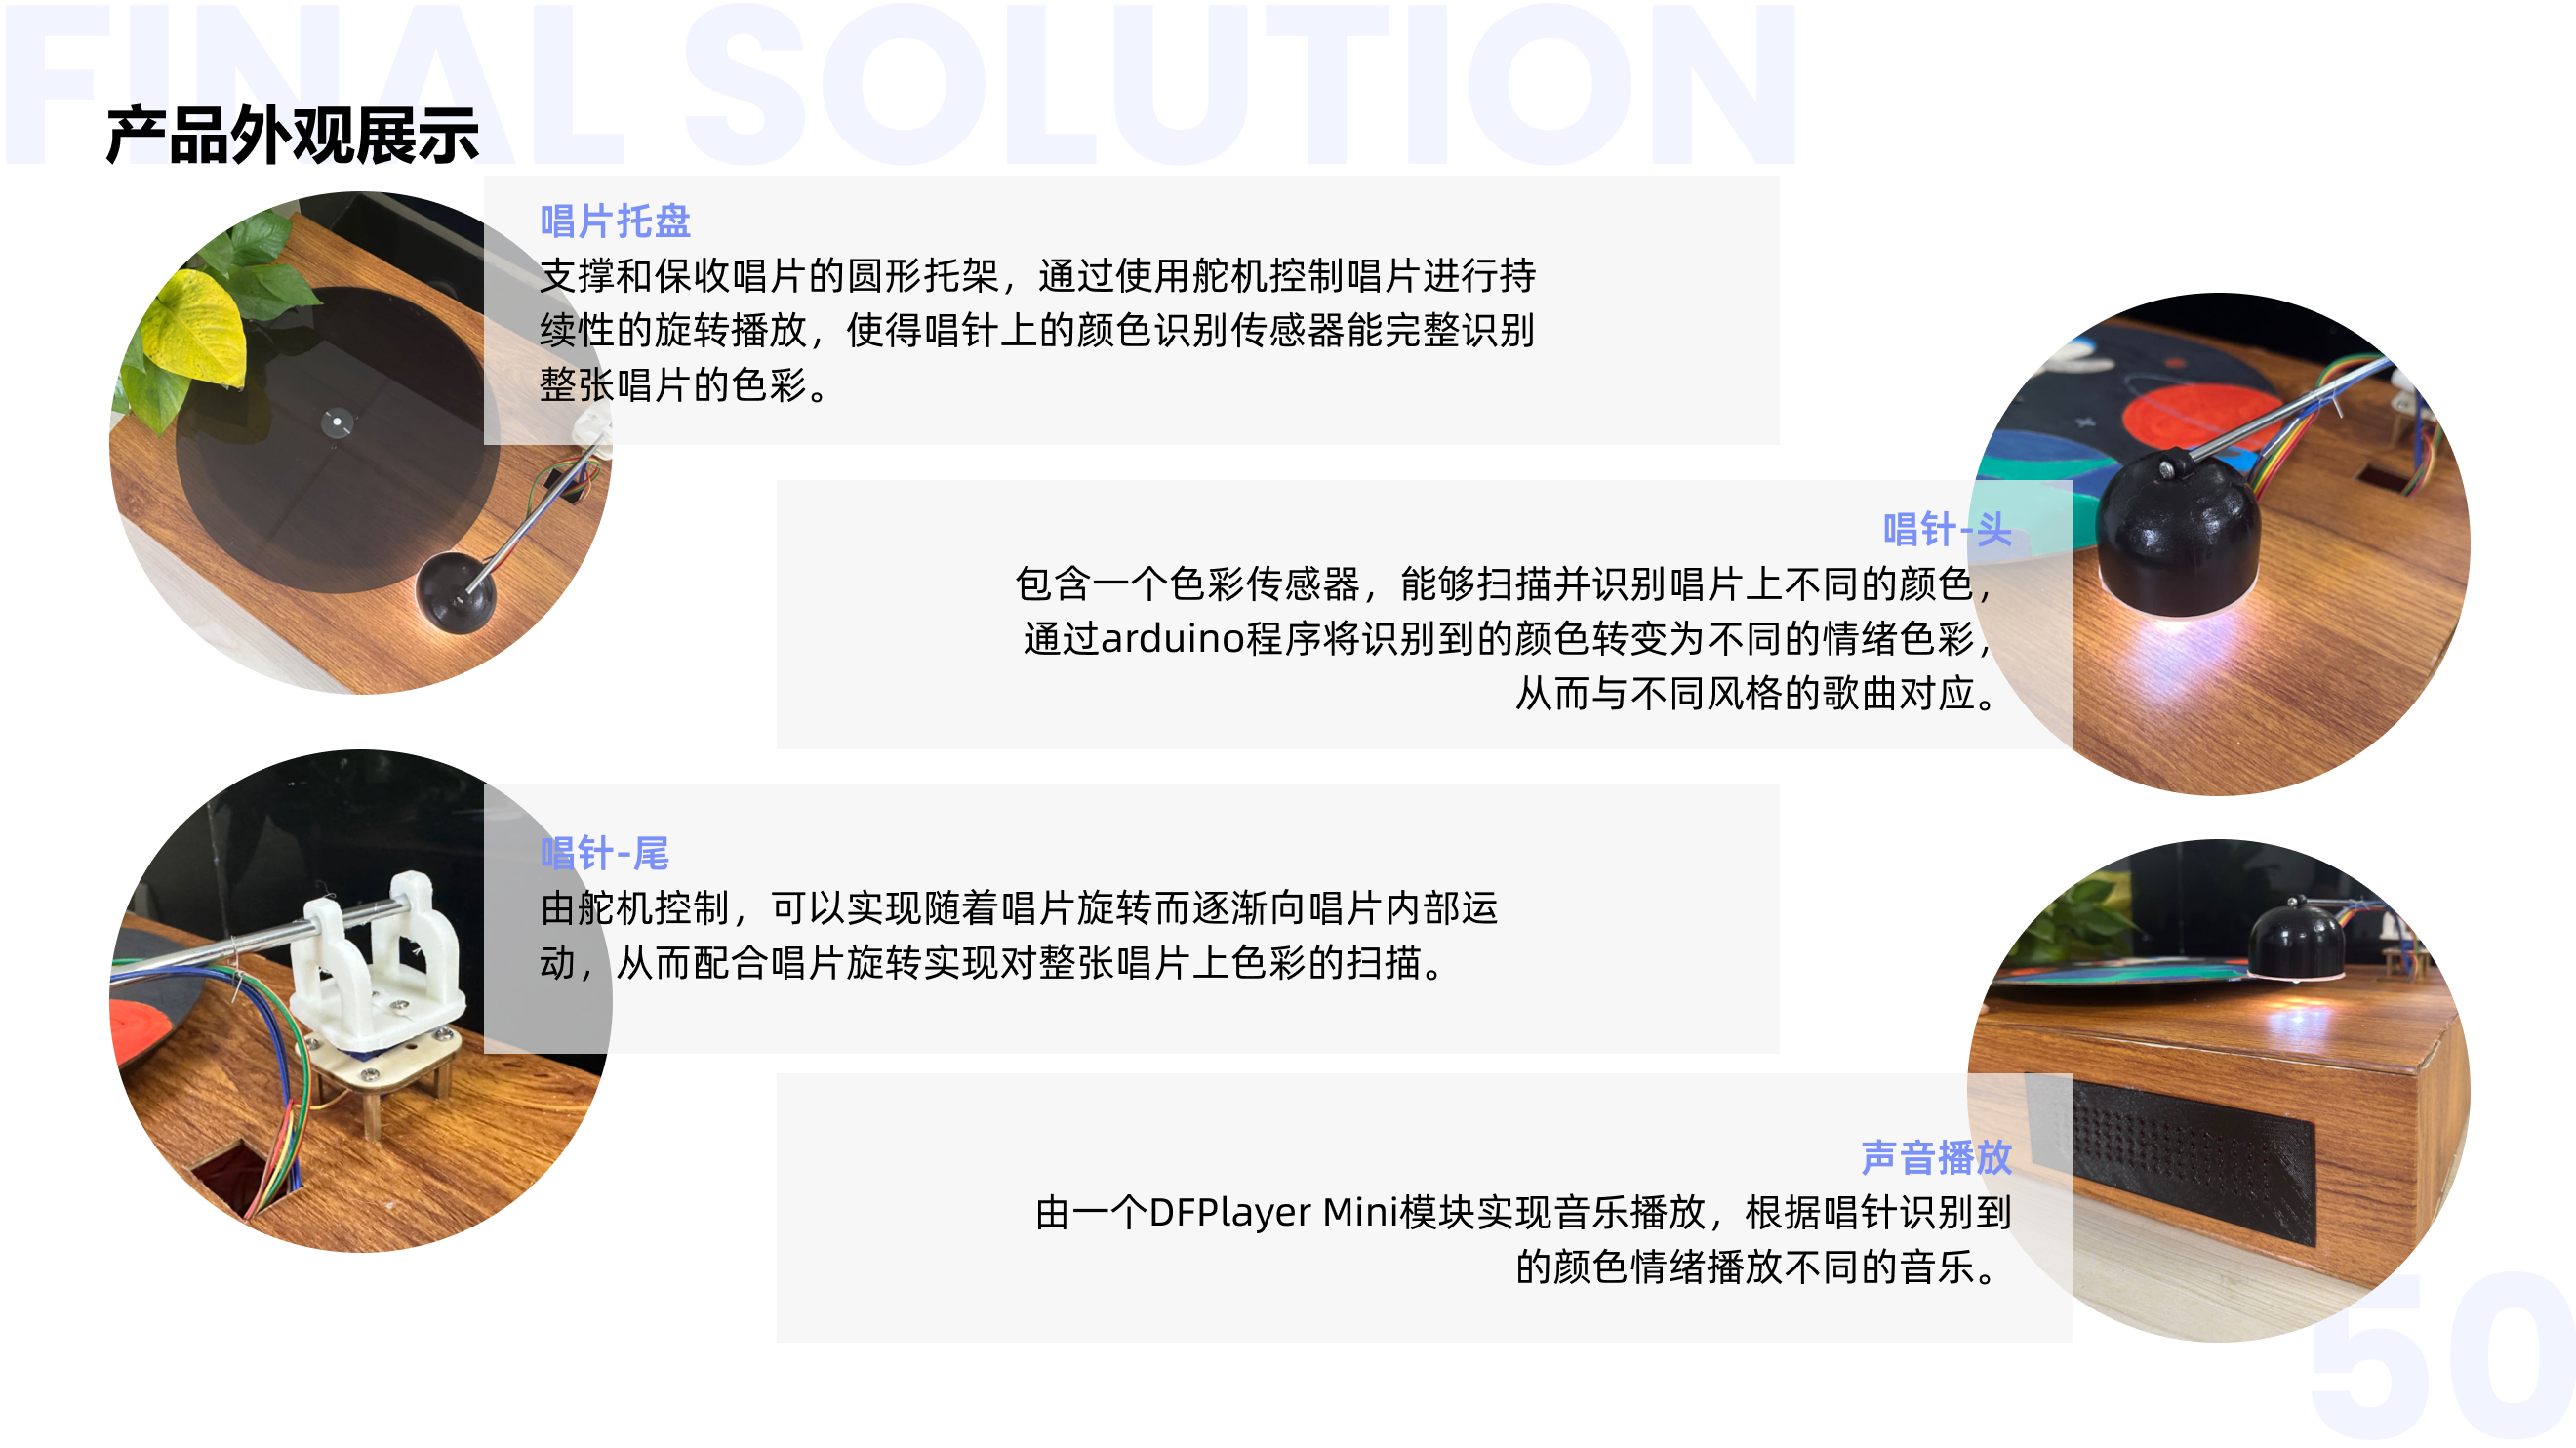 FINAL SOLUTION
产品外观展示
唱片托盘
支撑和保收唱片的圆形托架，通过使用舵机控制唱片进行持
续性的旋转播放，使得唱针上的颜色识别传感器能完整识别
整张唱片的色彩。
唱针-头
包含一个色彩传感器，能够扫描并识别唱片上不同的颜色，
通过arduino程序将识别到的颜色转变为不同的情绪色彩，
从而与不同风格的歌曲对应。
唱针-尾
由舵机控制，可以实现随着唱片旋转而逐渐向唱片内部运
动，从而配合唱片旋转实现对整张唱片上色彩的扫描。
声音播放
由一个DFPlayer Mini模块实现音乐播放，根据唱针识别到
的颜色情绪播放不同的音乐。
50